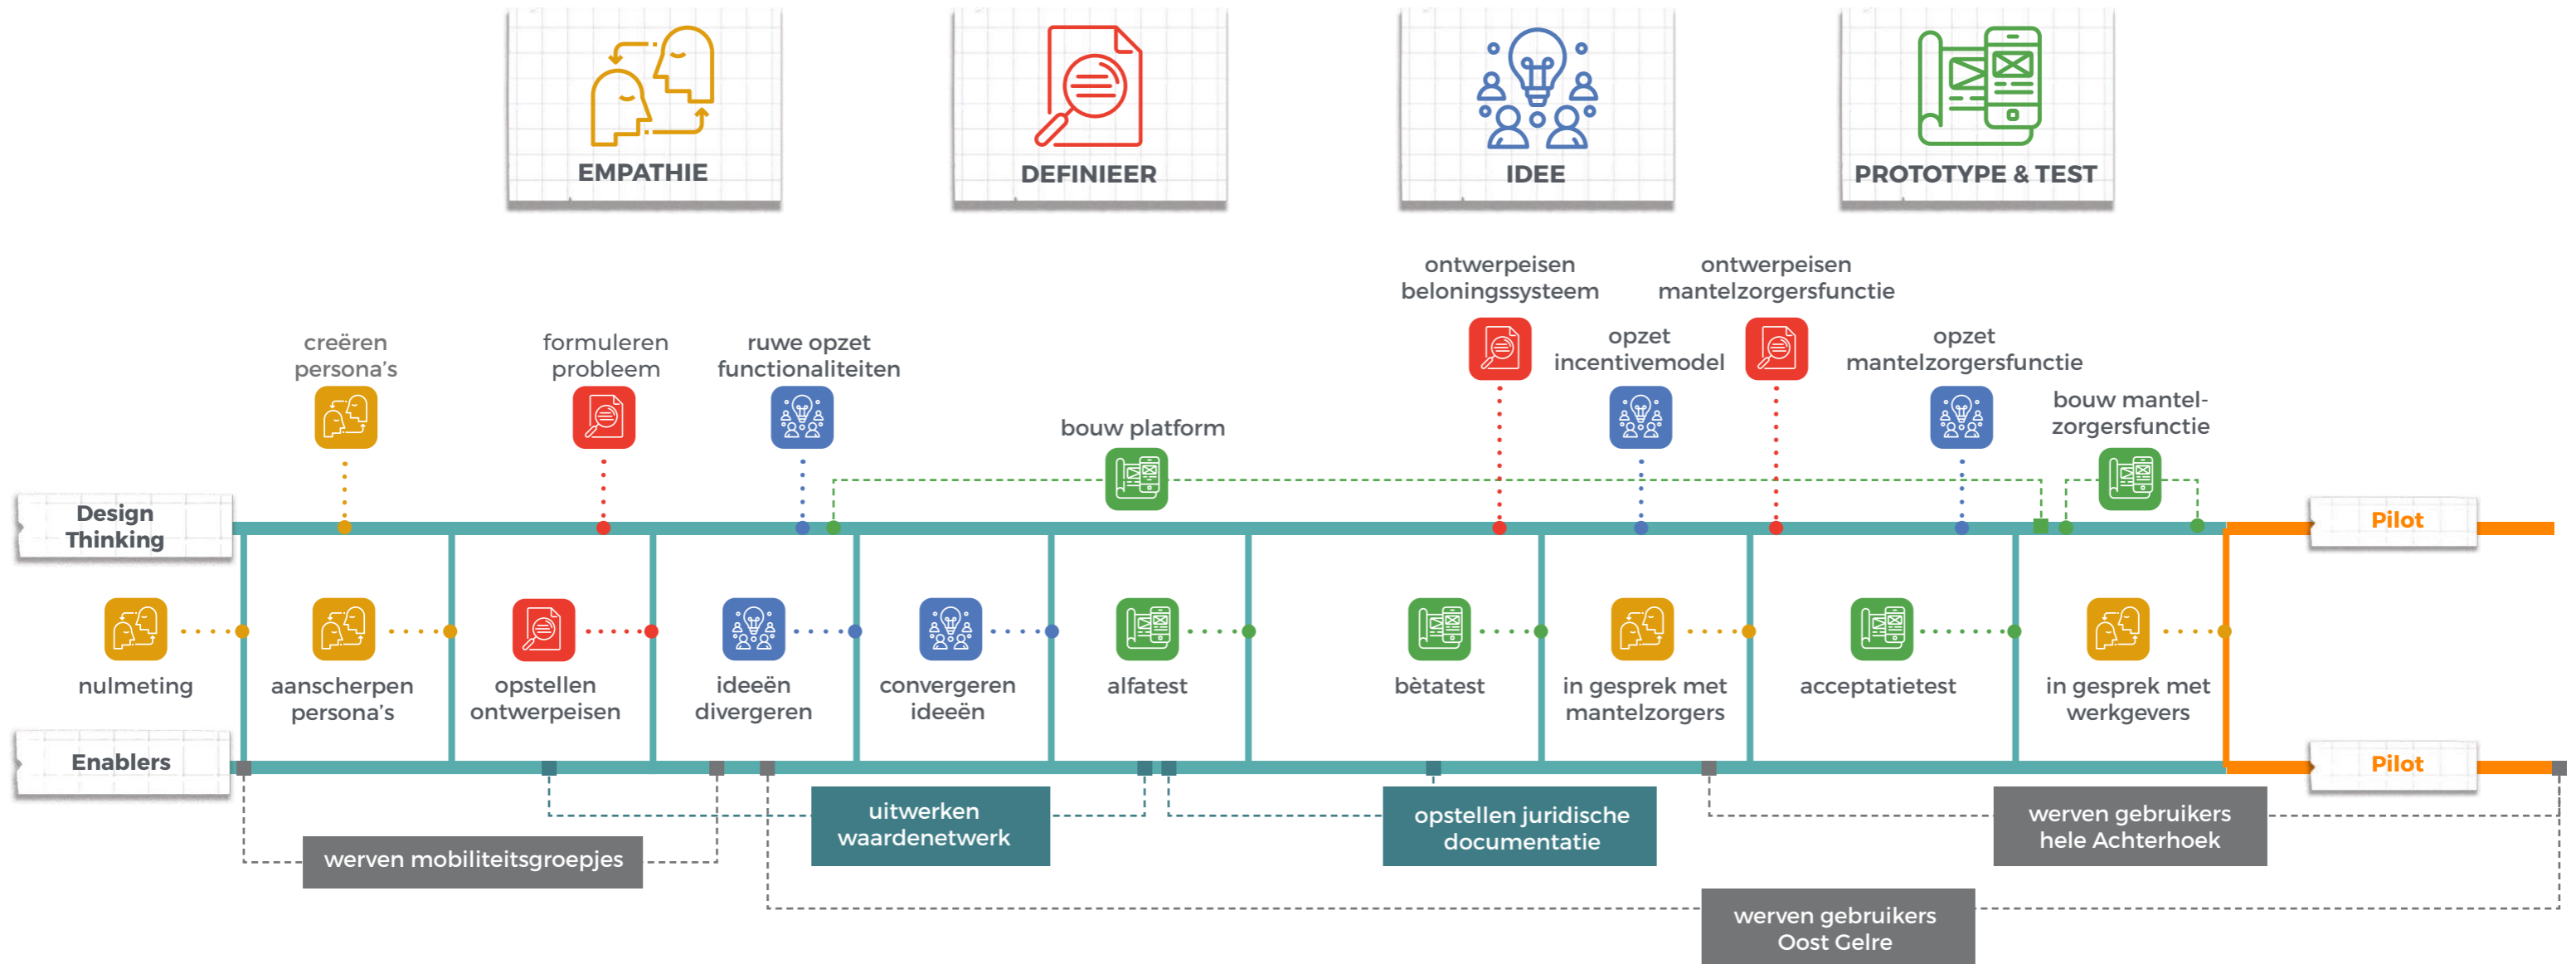 EMPATHIE
DEFINIEER
IDEE
PROTOTYPE & TEST
ontwerpeisen
beloningssysteem
ontwerpeisen
mantelzorgersfunctie
creëren
persona's
formuleren
probleem
ruwe opzet
functionaliteiten
opzet
incentivemodel
opzet
mantelzorgersfunctie
bouw platform
bouw mantel-
zorgersfunctie
Design
Thinking
Pilot
nulmeting
aanscherpen
persona's
opstellen
ontwerpeisen
ideeën
divergeren
convergeren
ideeën
alfatest
bètatest
in gesprek met
mantelzorgers
acceptatietest
in gesprek met
werkgevers
Enablers
Pilot
uitwerken
waardenetwerk
opstellen juridische
documentatie
werven gebruikers
hele Achterhoek
werven mobiliteitsgroepjes
werven gebruikers
Oost Gelre